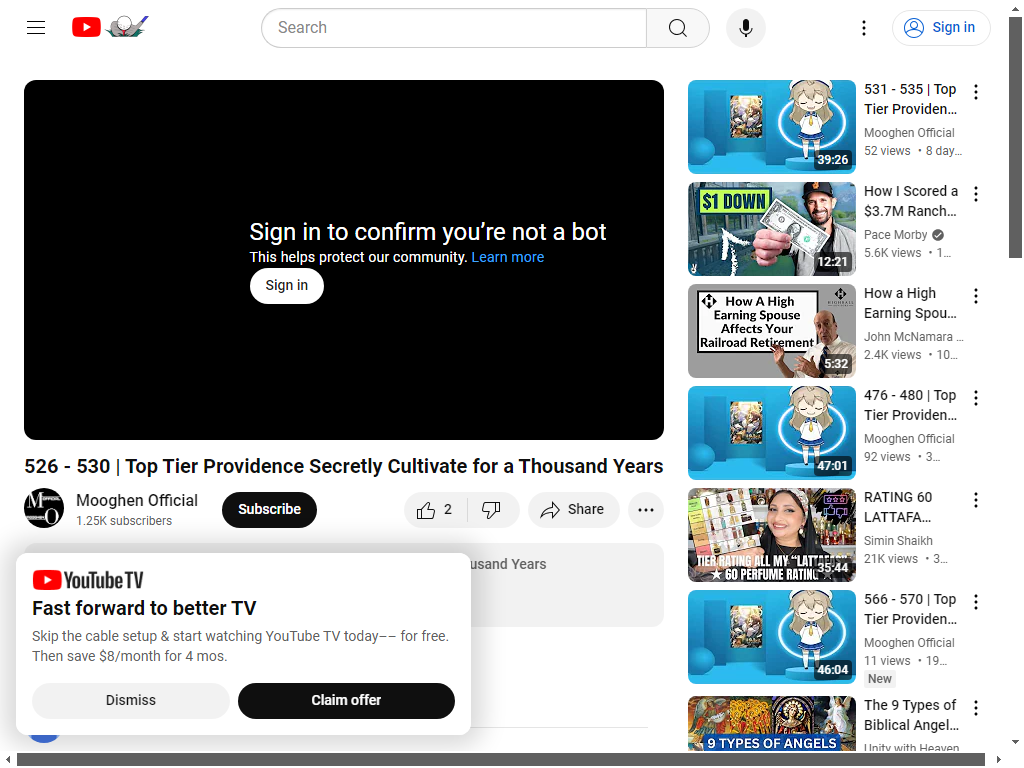 Search
Sign in
Sign in to confirm you’re not a bot
This helps protect our community. Learn more
Sign in
526 - 530 | Top Tier Providence Secretly Cultivate for a Thousand Years
Mooghen Official
1.25K subscribers
Subscribe
2
Share
usand Years
YouTube TV
Fast forward to better TV
Skip the cable setup & start watching YouTube TV today–– for free.
Then save $8/month for 4 mos.
Dismiss
Claim offer
39:26
531 - 535 | Top
Tier Providen...
Mooghen Official
52 views • 8 day...
$1 DOWN
12:21
How I Scored a
$3.7M Ranch...
Pace Morby
5.6K views • 1...
How A High
Earning Spouse
Affects Your
Railroad Retirement
5:32
How a High
Earning Spou...
John McNamara ...
2.4K views • 10...
47:01
476 - 480 | Top
Tier Providen...
Mooghen Official
92 views • 3...
TIER RATING ALL MY "LATTAFA"
60 PERFUME RATING
35:44
RATING 60
LATTAFA...
Simin Shaikh
21K views • 3...
46:04
566 - 570 | Top
Tier Providen...
Mooghen Official
11 views • 19...
New
9 TYPES OF ANGELS
The 9 Types of
Biblical Angel...
Unity with Heaven